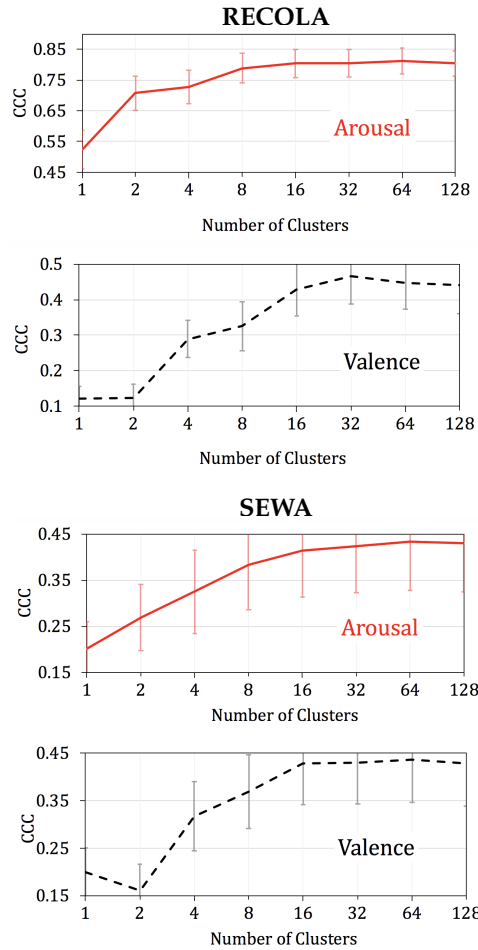 RECOLA
0.85
0.75
0.65
0.55
0.45
CCC
Arousal
1 2 4 8 16 32 64 128
Number of Clusters
0.5
0.4
0.3
0.2
0.1
CCC
Valence
1 2 4 8 16 32 64 128
Number of Clusters
SEWA
0.45
0.35
0.25
0.15
CCC
Arousal
1 2 4 8 16 32 64 128
Number of Clusters
0.45
0.35
0.25
0.15
CCC
Valence
1 2 4 8 16 32 64 128
Number of Clusters